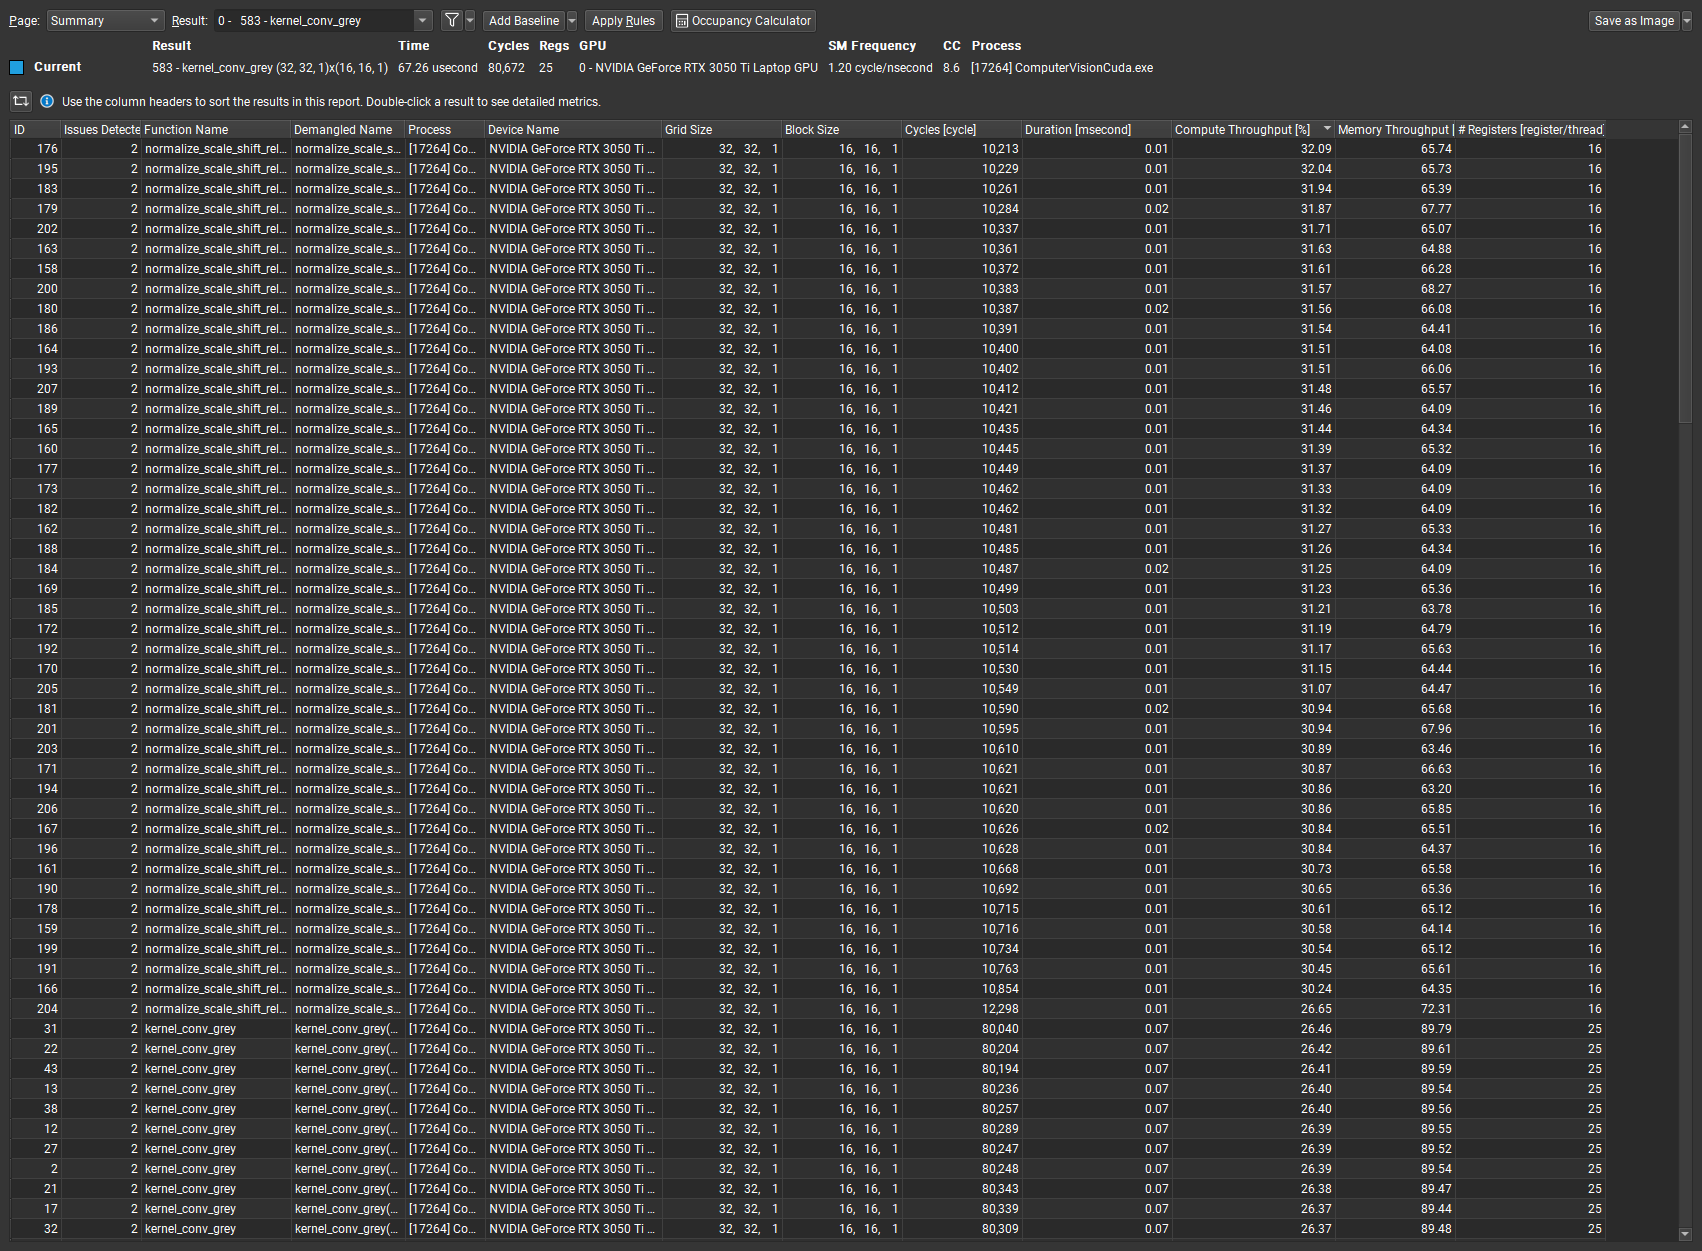 Page: Summary Result: 0 - 583 - kernel_conv_grey Add Baseline Apply Rules Occupancy Calculator Save as Image
Result Time Cycles Regs GPU SM Frequency CC Process
Current 583 - kernel_conv_grey (32, 32, 1)x(16, 16, 1) 67.26 usecond 80,672 25 0 - NVIDIA GeForce RTX 3050 Ti Laptop GPU 1.20 cycle/nsecond 8.6 [17264] ComputerVisionCuda.exe
Use the column headers to sort the results in this report. Double-click a result to see detailed metrics.
ID Issues Detecte Function Name Demangled Name Process Device Name Grid Size Block Size Cycles [cycle] Duration [msecond] Compute Throughput [%] Memory Throughput [ # Registers [register/thread]
176 2 normalize_scale_shift_rel... normalize_scale_s... [17264] Co... NVIDIA GeForce RTX 3050 Ti ... 32, 32, 1 16, 16, 1 10,213 0.01 32.09 65.74 16
195 2 normalize_scale_shift_rel... normalize_scale_s... [17264] Co... NVIDIA GeForce RTX 3050 Ti ... 32, 32, 1 16, 16, 1 10,229 0.01 32.04 65.73 16
183 2 normalize_scale_shift_rel... normalize_scale_s... [17264] Co... NVIDIA GeForce RTX 3050 Ti ... 32, 32, 1 16, 16, 1 10,261 0.01 31.94 65.39 16
179 2 normalize_scale_shift_rel... normalize_scale_s... [17264] Co... NVIDIA GeForce RTX 3050 Ti ... 32, 32, 1 16, 16, 1 10,284 0.02 31.87 67.77 16
202 2 normalize_scale_shift_rel... normalize_scale_s... [17264] Co... NVIDIA GeForce RTX 3050 Ti ... 32, 32, 1 16, 16, 1 10,337 0.01 31.71 65.07 16
163 2 normalize_scale_shift_rel... normalize_scale_s... [17264] Co... NVIDIA GeForce RTX 3050 Ti ... 32, 32, 1 16, 16, 1 10,361 0.01 31.63 64.88 16
158 2 normalize_scale_shift_rel... normalize_scale_s... [17264] Co... NVIDIA GeForce RTX 3050 Ti ... 32, 32, 1 16, 16, 1 10,372 0.01 31.61 66.28 16
200 2 normalize_scale_shift_rel... normalize_scale_s... [17264] Co... NVIDIA GeForce RTX 3050 Ti ... 32, 32, 1 16, 16, 1 10,383 0.01 31.57 68.27 16
180 2 normalize_scale_shift_rel... normalize_scale_s... [17264] Co... NVIDIA GeForce RTX 3050 Ti ... 32, 32, 1 16, 16, 1 10,387 0.02 31.56 66.08 16
186 2 normalize_scale_shift_rel... normalize_scale_s... [17264] Co... NVIDIA GeForce RTX 3050 Ti ... 32, 32, 1 16, 16, 1 10,391 0.01 31.54 64.41 16
164 2 normalize_scale_shift_rel... normalize_scale_s... [17264] Co... NVIDIA GeForce RTX 3050 Ti ... 32, 32, 1 16, 16, 1 10,400 0.01 31.51 64.08 16
193 2 normalize_scale_shift_rel... normalize_scale_s... [17264] Co... NVIDIA GeForce RTX 3050 Ti ... 32, 32, 1 16, 16, 1 10,402 0.01 31.51 66.06 16
207 2 normalize_scale_shift_rel... normalize_scale_s... [17264] Co... NVIDIA GeForce RTX 3050 Ti ... 32, 32, 1 16, 16, 1 10,412 0.01 31.48 65.57 16
189 2 normalize_scale_shift_rel... normalize_scale_s... [17264] Co... NVIDIA GeForce RTX 3050 Ti ... 32, 32, 1 16, 16, 1 10,421 0.01 31.46 64.09 16
165 2 normalize_scale_shift_rel... normalize_scale_s... [17264] Co... NVIDIA GeForce RTX 3050 Ti ... 32, 32, 1 16, 16, 1 10,435 0.01 31.44 64.34 16
160 2 normalize_scale_shift_rel... normalize_scale_s... [17264] Co... NVIDIA GeForce RTX 3050 Ti ... 32, 32, 1 16, 16, 1 10,445 0.01 31.39 65.32 16
177 2 normalize_scale_shift_rel... normalize_scale_s... [17264] Co... NVIDIA GeForce RTX 3050 Ti ... 32, 32, 1 16, 16, 1 10,449 0.01 31.37 64.09 16
173 2 normalize_scale_shift_rel... normalize_scale_s... [17264] Co... NVIDIA GeForce RTX 3050 Ti ... 32, 32, 1 16, 16, 1 10,462 0.01 31.33 64.09 16
182 2 normalize_scale_shift_rel... normalize_scale_s... [17264] Co... NVIDIA GeForce RTX 3050 Ti ... 32, 32, 1 16, 16, 1 10,462 0.01 31.32 64.09 16
162 2 normalize_scale_shift_rel... normalize_scale_s... [17264] Co... NVIDIA GeForce RTX 3050 Ti ... 32, 32, 1 16, 16, 1 10,481 0.01 31.27 65.33 16
188 2 normalize_scale_shift_rel... normalize_scale_s... [17264] Co... NVIDIA GeForce RTX 3050 Ti ... 32, 32, 1 16, 16, 1 10,485 0.01 31.26 64.34 16
184 2 normalize_scale_shift_rel... normalize_scale_s... [17264] Co... NVIDIA GeForce RTX 3050 Ti ... 32, 32, 1 16, 16, 1 10,487 0.02 31.25 64.09 16
169 2 normalize_scale_shift_rel... normalize_scale_s... [17264] Co... NVIDIA GeForce RTX 3050 Ti ... 32, 32, 1 16, 16, 1 10,499 0.01 31.23 65.36 16
185 2 normalize_scale_shift_rel... normalize_scale_s... [17264] Co... NVIDIA GeForce RTX 3050 Ti ... 32, 32, 1 16, 16, 1 10,503 0.01 31.21 63.78 16
172 2 normalize_scale_shift_rel... normalize_scale_s... [17264] Co... NVIDIA GeForce RTX 3050 Ti ... 32, 32, 1 16, 16, 1 10,512 0.01 31.19 64.79 16
192 2 normalize_scale_shift_rel... normalize_scale_s... [17264] Co... NVIDIA GeForce RTX 3050 Ti ... 32, 32, 1 16, 16, 1 10,514 0.01 31.17 65.63 16
170 2 normalize_scale_shift_rel... normalize_scale_s... [17264] Co... NVIDIA GeForce RTX 3050 Ti ... 32, 32, 1 16, 16, 1 10,530 0.01 31.15 64.44 16
205 2 normalize_scale_shift_rel... normalize_scale_s... [17264] Co... NVIDIA GeForce RTX 3050 Ti ... 32, 32, 1 16, 16, 1 10,549 0.01 31.07 64.47 16
181 2 normalize_scale_shift_rel... normalize_scale_s... [17264] Co... NVIDIA GeForce RTX 3050 Ti ... 32, 32, 1 16, 16, 1 10,590 0.02 30.94 65.68 16
201 2 normalize_scale_shift_rel... normalize_scale_s... [17264] Co... NVIDIA GeForce RTX 3050 Ti ... 32, 32, 1 16, 16, 1 10,595 0.01 30.94 67.96 16
203 2 normalize_scale_shift_rel... normalize_scale_s... [17264] Co... NVIDIA GeForce RTX 3050 Ti ... 32, 32, 1 16, 16, 1 10,610 0.01 30.89 63.46 16
171 2 normalize_scale_shift_rel... normalize_scale_s... [17264] Co... NVIDIA GeForce RTX 3050 Ti ... 32, 32, 1 16, 16, 1 10,621 0.01 30.87 66.63 16
194 2 normalize_scale_shift_rel... normalize_scale_s... [17264] Co... NVIDIA GeForce RTX 3050 Ti ... 32, 32, 1 16, 16, 1 10,621 0.01 30.86 63.20 16
206 2 normalize_scale_shift_rel... normalize_scale_s... [17264] Co... NVIDIA GeForce RTX 3050 Ti ... 32, 32, 1 16, 16, 1 10,620 0.01 30.86 65.85 16
167 2 normalize_scale_shift_rel... normalize_scale_s... [17264] Co... NVIDIA GeForce RTX 3050 Ti ... 32, 32, 1 16, 16, 1 10,626 0.02 30.84 65.51 16
196 2 normalize_scale_shift_rel... normalize_scale_s... [17264] Co... NVIDIA GeForce RTX 3050 Ti ... 32, 32, 1 16, 16, 1 10,628 0.01 30.84 64.37 16
161 2 normalize_scale_shift_rel... normalize_scale_s... [17264] Co... NVIDIA GeForce RTX 3050 Ti ... 32, 32, 1 16, 16, 1 10,668 0.01 30.73 65.58 16
190 2 normalize_scale_shift_rel... normalize_scale_s... [17264] Co... NVIDIA GeForce RTX 3050 Ti ... 32, 32, 1 16, 16, 1 10,692 0.01 30.65 65.36 16
178 2 normalize_scale_shift_rel... normalize_scale_s... [17264] Co... NVIDIA GeForce RTX 3050 Ti ... 32, 32, 1 16, 16, 1 10,715 0.01 30.61 65.12 16
159 2 normalize_scale_shift_rel... normalize_scale_s... [17264] Co... NVIDIA GeForce RTX 3050 Ti ... 32, 32, 1 16, 16, 1 10,716 0.01 30.58 64.14 16
199 2 normalize_scale_shift_rel... normalize_scale_s... [17264] Co... NVIDIA GeForce RTX 3050 Ti ... 32, 32, 1 16, 16, 1 10,734 0.01 30.54 65.12 16
191 2 normalize_scale_shift_rel... normalize_scale_s... [17264] Co... NVIDIA GeForce RTX 3050 Ti ... 32, 32, 1 16, 16, 1 10,763 0.01 30.45 65.61 16
166 2 normalize_scale_shift_rel... normalize_scale_s... [17264] Co... NVIDIA GeForce RTX 3050 Ti ... 32, 32, 1 16, 16, 1 10,854 0.01 30.24 64.35 16
204 2 normalize_scale_shift_rel... normalize_scale_s... [17264] Co... NVIDIA GeForce RTX 3050 Ti ... 32, 32, 1 16, 16, 1 12,298 0.01 26.65 72.31 16
31 2 kernel_conv_grey kernel_conv_grey(... [17264] Co... NVIDIA GeForce RTX 3050 Ti ... 32, 32, 1 16, 16, 1 80,040 0.07 26.46 89.79 25
22 2 kernel_conv_grey kernel_conv_grey(... [17264] Co... NVIDIA GeForce RTX 3050 Ti ... 32, 32, 1 16, 16, 1 80,204 0.07 26.42 89.61 25
43 2 kernel_conv_grey kernel_conv_grey(... [17264] Co... NVIDIA GeForce RTX 3050 Ti ... 32, 32, 1 16, 16, 1 80,194 0.07 26.41 89.59 25
13 2 kernel_conv_grey kernel_conv_grey(... [17264] Co... NVIDIA GeForce RTX 3050 Ti ... 32, 32, 1 16, 16, 1 80,236 0.07 26.40 89.54 25
38 2 kernel_conv_grey kernel_conv_grey(... [17264] Co... NVIDIA GeForce RTX 3050 Ti ... 32, 32, 1 16, 16, 1 80,257 0.07 26.40 89.56 25
12 2 kernel_conv_grey kernel_conv_grey(... [17264] Co... NVIDIA GeForce RTX 3050 Ti ... 32, 32, 1 16, 16, 1 80,289 0.07 26.39 89.55 25
27 2 kernel_conv_grey kernel_conv_grey(... [17264] Co... NVIDIA GeForce RTX 3050 Ti ... 32, 32, 1 16, 16, 1 80,247 0.07 26.39 89.52 25
2 2 kernel_conv_grey kernel_conv_grey(... [17264] Co... NVIDIA GeForce RTX 3050 Ti ... 32, 32, 1 16, 16, 1 80,248 0.07 26.39 89.54 25
21 2 kernel_conv_grey kernel_conv_grey(... [17264] Co... NVIDIA GeForce RTX 3050 Ti ... 32, 32, 1 16, 16, 1 80,343 0.07 26.38 89.47 25
17 2 kernel_conv_grey kernel_conv_grey(... [17264] Co... NVIDIA GeForce RTX 3050 Ti ... 32, 32, 1 16, 16, 1 80,339 0.07 26.37 89.44 25
32 2 kernel_conv_grey kernel_conv_grey(... [17264] Co... NVIDIA GeForce RTX 3050 Ti ... 32, 32, 1 16, 16, 1 80,309 0.07 26.37 89.48 25